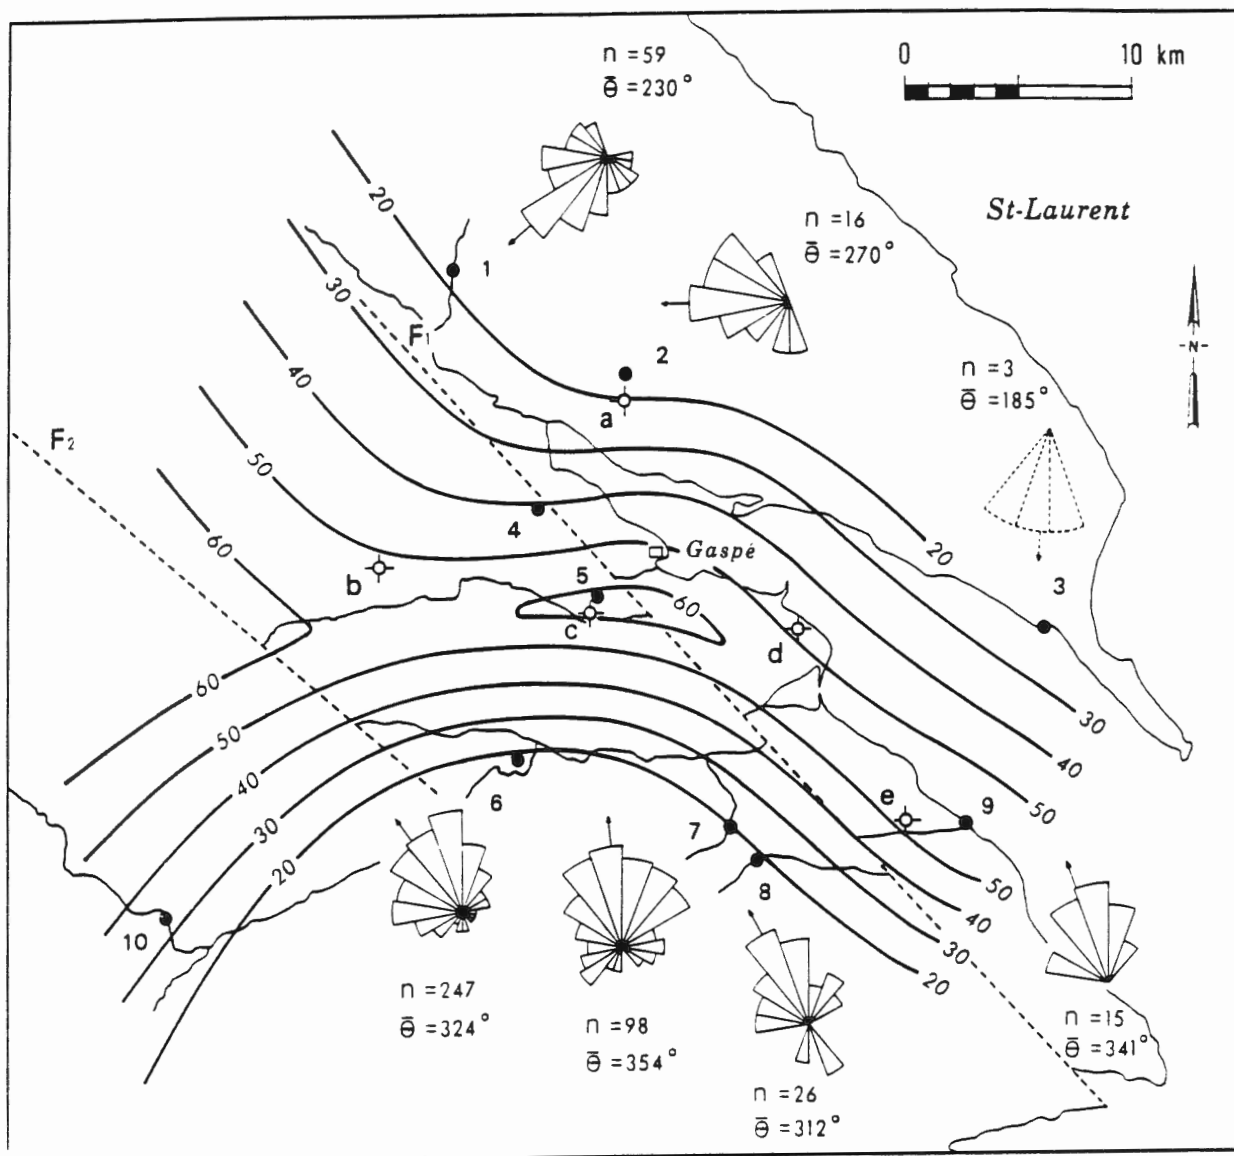 n = 59
θ̄ = 230°
0 10 km
St-Laurent
n = 16
θ̄ = 270°
-N-
n = 3
θ̄ = 185°
20
1
30
F1
2
40
a
F2
50
4
60
Gaspé
20
b
5
3
c
60
d
60
50
30
40
40
50
30
6
7
e
9
20
8
50
40
10
30
20
n = 247
θ̄ = 324°
n = 98
θ̄ = 354°
n = 26
θ̄ = 312°
n = 15
θ̄ = 341°